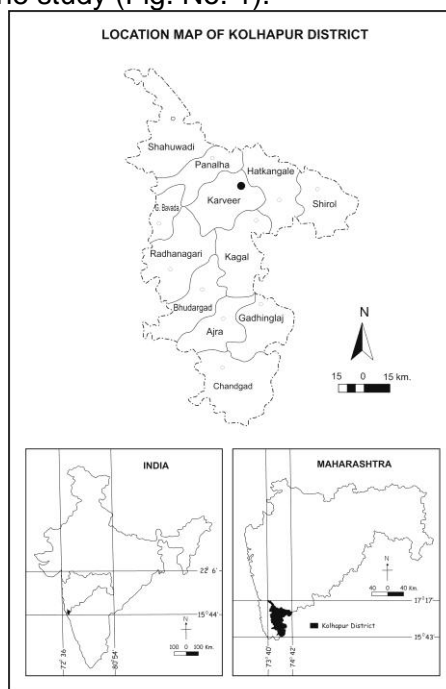 the study (Fig. No. 1).
LOCATION MAP OF KOLHAPUR DISTRICT
Shahuwadi
Panalha
Hatkangale
Shirol
G. Bavada
Karveer
Radhanagari
Kagal
Bhudargad
Gadhinglaj
Ajra
Chandgad
N
15 0 15 km.
INDIA
22° 6'
15° 44'
N
100 0 200 Km.
72° 36'
80° 54'
MAHARASHTRA
N
40 0 40 Km.
17° 17'
Kolhapur District
15° 43'
73° 40'
74° 42'